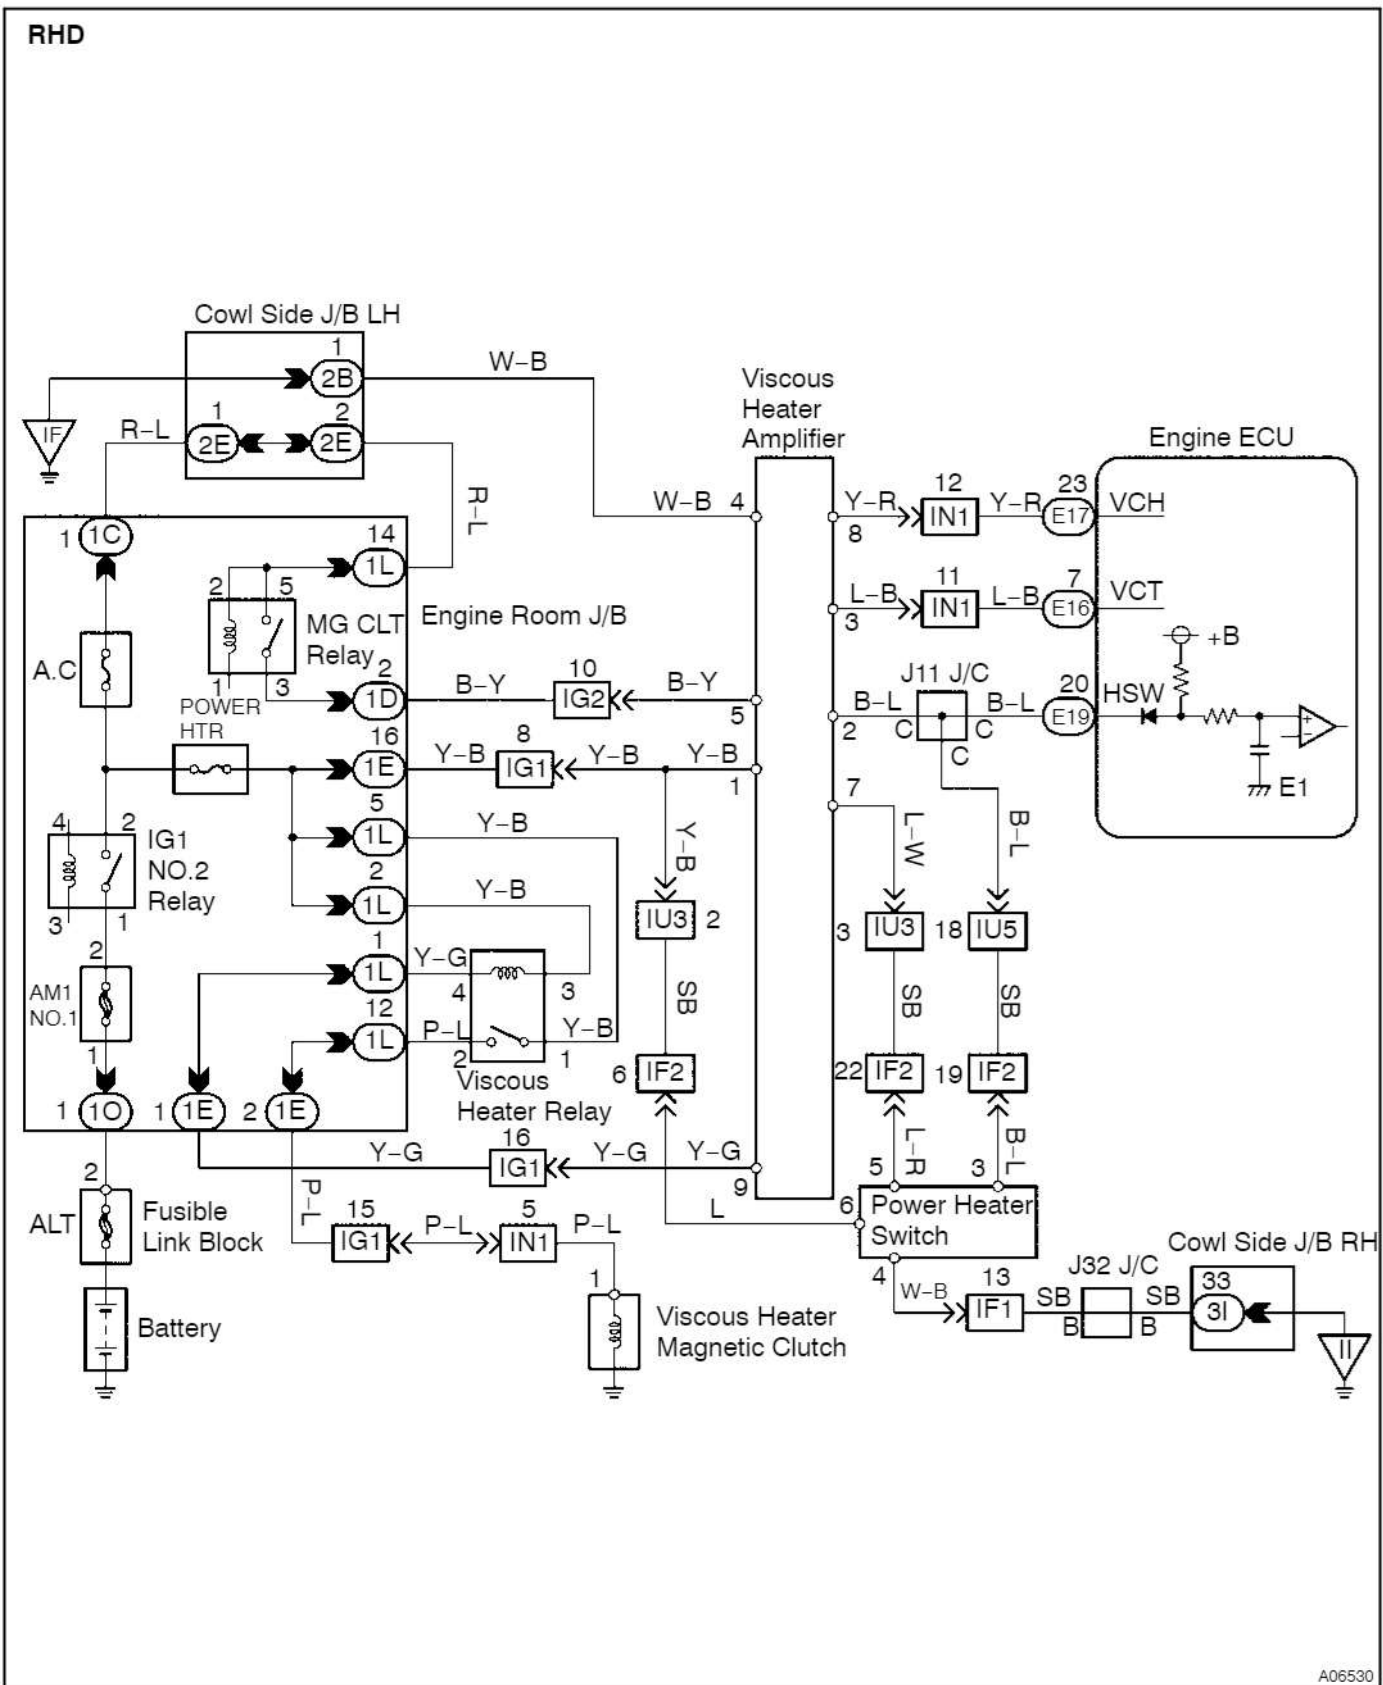 RHD
Cowl Side J/B LH
1
2B
W–B
IF
R–L
1
2E
2
2E
R–L
Viscous
Heater
Amplifier
Engine ECU
W–B 4
Y–R
8
12
IN1
Y–R
23
E17
VCH
1 1C
14
1L
L–B
3
11
IN1
L–B
7
E16
VCT
2 5
MG CLT
Relay
1 3
Engine Room J/B
+B
A.C
2
1D
B–Y
10
IG2
B–Y
5
J11 J/C
B–L
2
C C
C
B–L
20
E19
HSW
+
–
E1
POWER
HTR
16
1E
Y–B
8
IG1
Y–B
Y–B
1
7
5
1L
Y–B
Y–B
L–W
B–L
4 2
IG1
NO.2
Relay
3 1
2
1L
Y–B
IU3 2
3 IU3
18 IU5
2
AM1
NO.1
1
1
1L
Y–G
4 3
SB
SB
SB
12
1L
P–L
2 1
Y–B
Viscous
Heater Relay
6 IF2
22 IF2
19 IF2
1 1O
1 1E
2 1E
Y–G
16
IG1
Y–G
Y–G
9
L–R
B–L
5 3
2
ALT
Fusible
Link Block
P–L
15
IG1
P–L
5
IN1
P–L
L
6
Power Heater
Switch
4
W–B
13
IF1
SB
B
J32 J/C
SB
B
Cowl Side J/B RH
33
3I
II
Battery
1
Viscous Heater
Magnetic Clutch
A06530